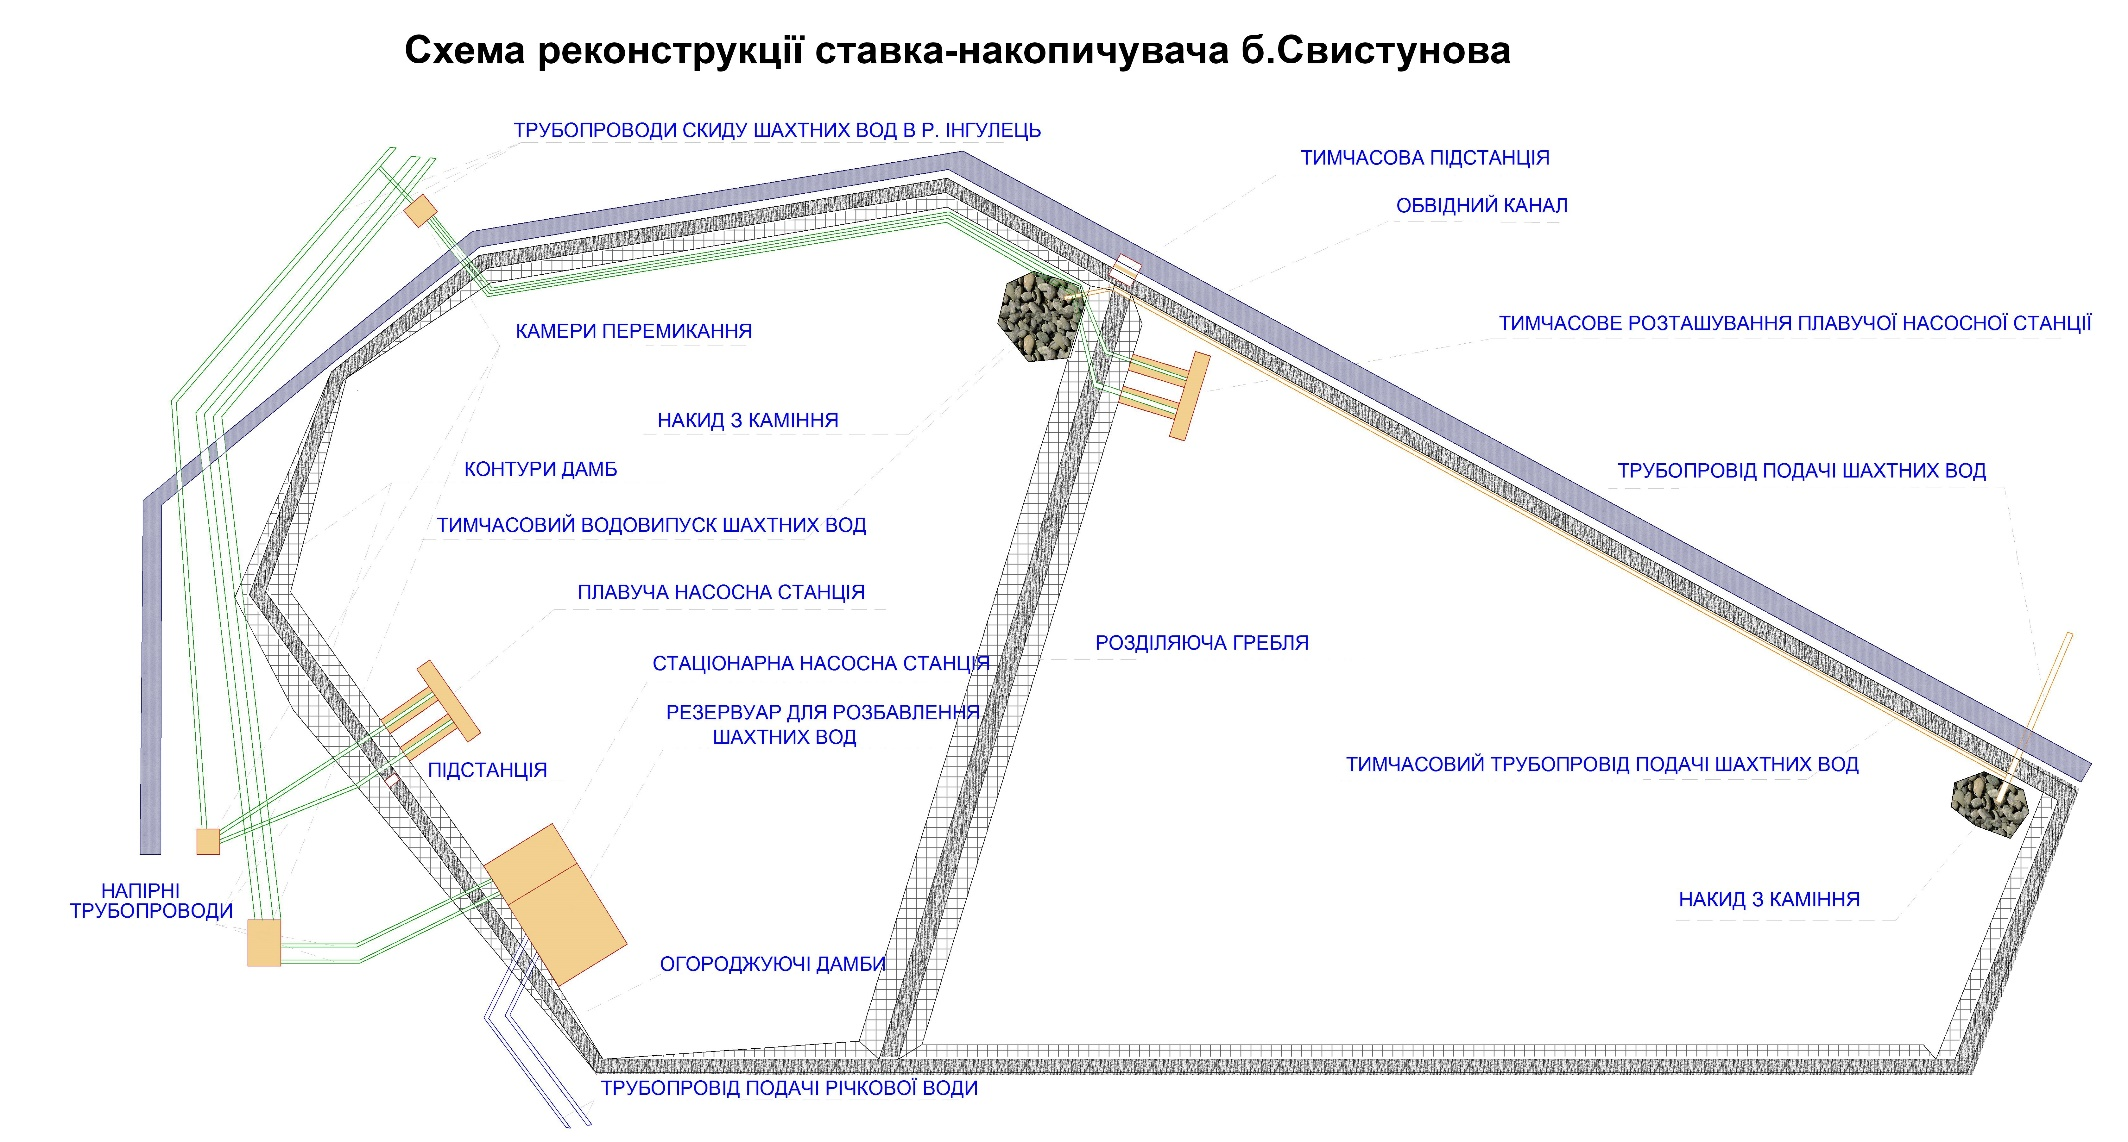 Схема реконструкції ставка-накопичувача б.Свистунова
ТРУБОПРОВОДИ СКИДУ ШАХТНИХ ВОД В Р. ІНГУЛЕЦЬ
ТИМЧАСОВА ПІДСТАНЦІЯ
ОБВІДНИЙ КАНАЛ
ТИМЧАСОВЕ РОЗТАШУВАННЯ ПЛАВУЧОЇ НАСОСНОЇ СТАНЦІЇ
КАМЕРИ ПЕРЕМИКАННЯ
НАКИД З КАМІННЯ
КОНТУРИ ДАМБ
ТРУБОПРОВІД ПОДАЧІ ШАХТНИХ ВОД
ТИМЧАСОВИЙ ВОДОВИПУСК ШАХТНИХ ВОД
ПЛАВУЧА НАСОСНА СТАНЦІЯ
РОЗДІЛЯЮЧА ГРЕБЛЯ
СТАЦІОНАРНА НАСОСНА СТАНЦІЯ
РЕЗЕРВУАР ДЛЯ РОЗБАВЛЕННЯ
ШАХТНИХ ВОД
ПІДСТАНЦІЯ
ТИМЧАСОВИЙ ТРУБОПРОВІД ПОДАЧІ ШАХТНИХ ВОД
НАПІРНІ
ТРУБОПРОВОДИ
НАКИД З КАМІННЯ
ОГОРОДЖУЮЧІ ДАМБИ
ТРУБОПРОВІД ПОДАЧІ РІЧКОВОЇ ВОДИ